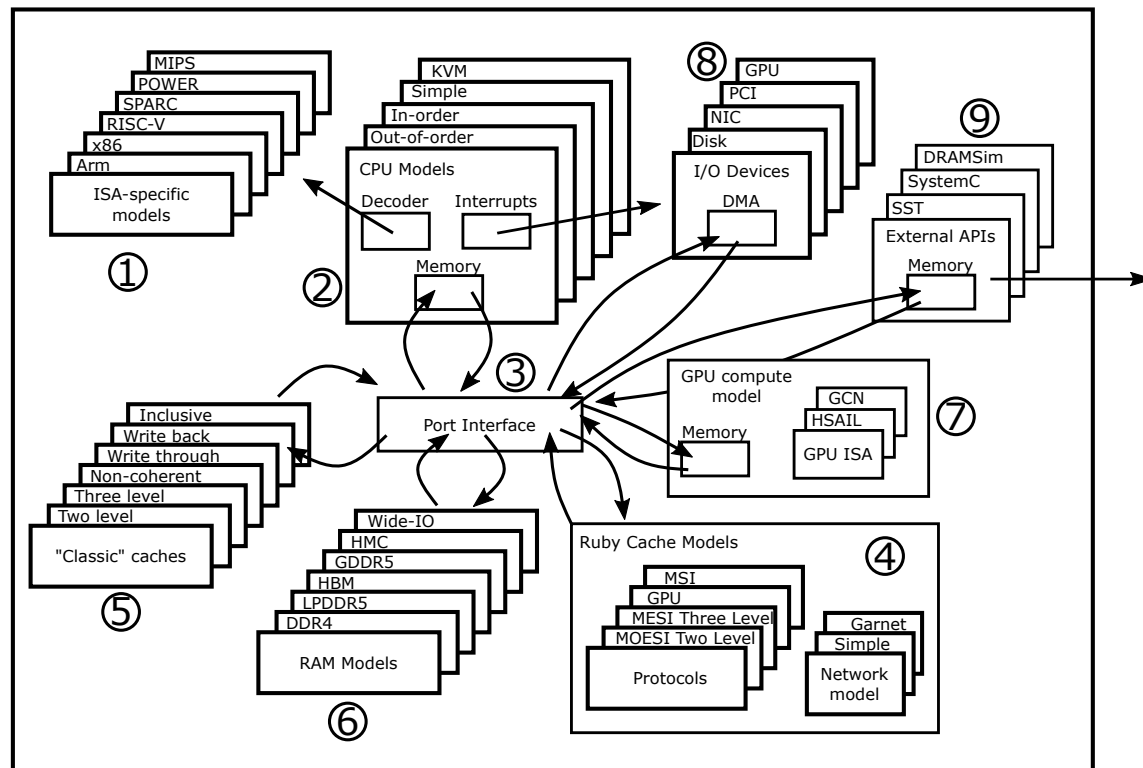 MIPS
POWER
SPARC
RISC-V
x86
Arm
ISA-specific
models
①
KVM
Simple
In-order
Out-of-order
CPU Models
Decoder
Interrupts
Memory
②
⑧
GPU
PCI
NIC
Disk
I/O Devices
DMA
⑨
DRAMSim
SystemC
SST
External APIs
Memory
③
Port Interface
GPU compute
model
Memory
GCN
HSAIL
GPU ISA
⑦
Inclusive
Write back
Write through
Non-coherent
Three level
Two level
"Classic" caches
⑤
Wide-IO
HMC
GDDR5
HBM
LPDDR5
DDR4
RAM Models
⑥
Ruby Cache Models
④
MSI
GPU
MESI Three Level
MOESI Two Level
Protocols
Garnet
Simple
Network
model